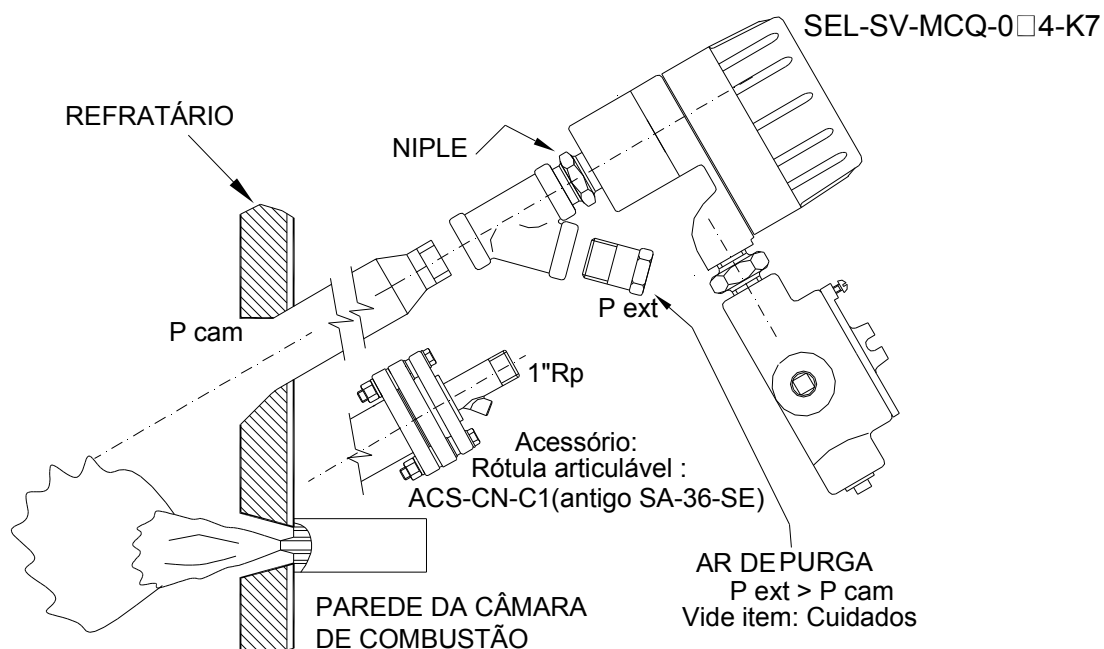 SEL-SV-MCQ-0□4-K7
REFRATÁRIO
NIPLE
P ext
P cam
1"Rp
Acessório:
Rótula articulável :
ACS-CN-C1(antigo SA-36-SE)
AR DE PURGA
P ext > P cam
Vide item: Cuidados
PAREDE DA CÂMARA
DE COMBUSTÃO